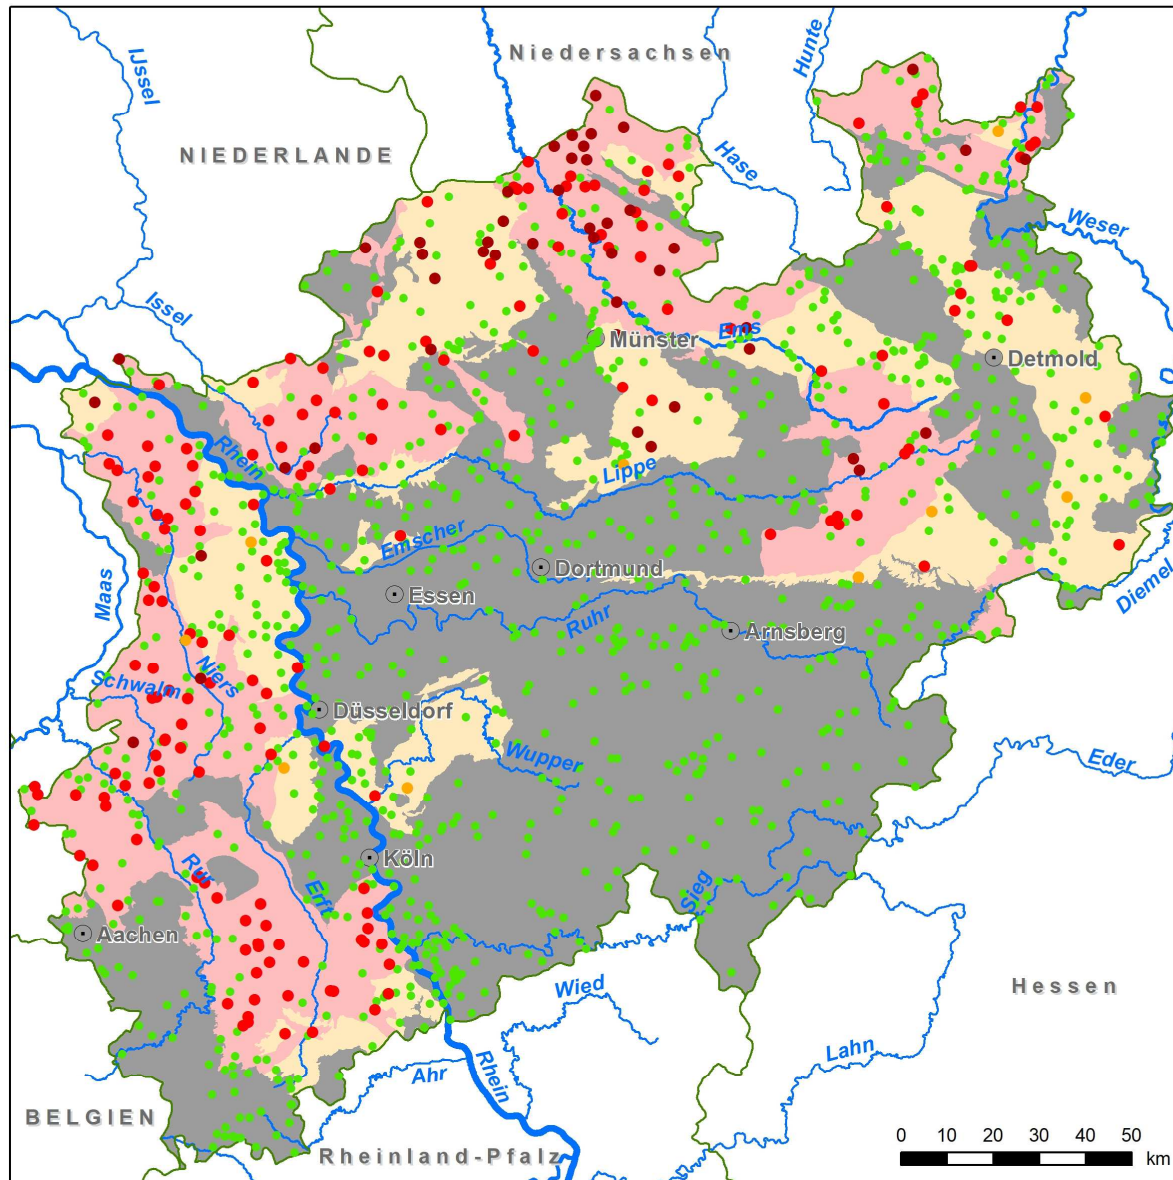 Niedersachsen
Hunte
IJssel
NIEDERLANDE
Hase
Weser
Issel
Ems
Münster
Detmold
Rhein
Lippe
Emscher
Dortmund
Essen
Maas
Ruhr
Arnsberg
Diemel
Niers
Schwalm
Düsseldorf
Wupper
Eder
Köln
Rur
Erft
Sieg
Aachen
Wied
Hessen
Lahn
Rhein
Ahr
BELGIEN
Rheinland-Pfalz
0 10 20 30 40 50
km